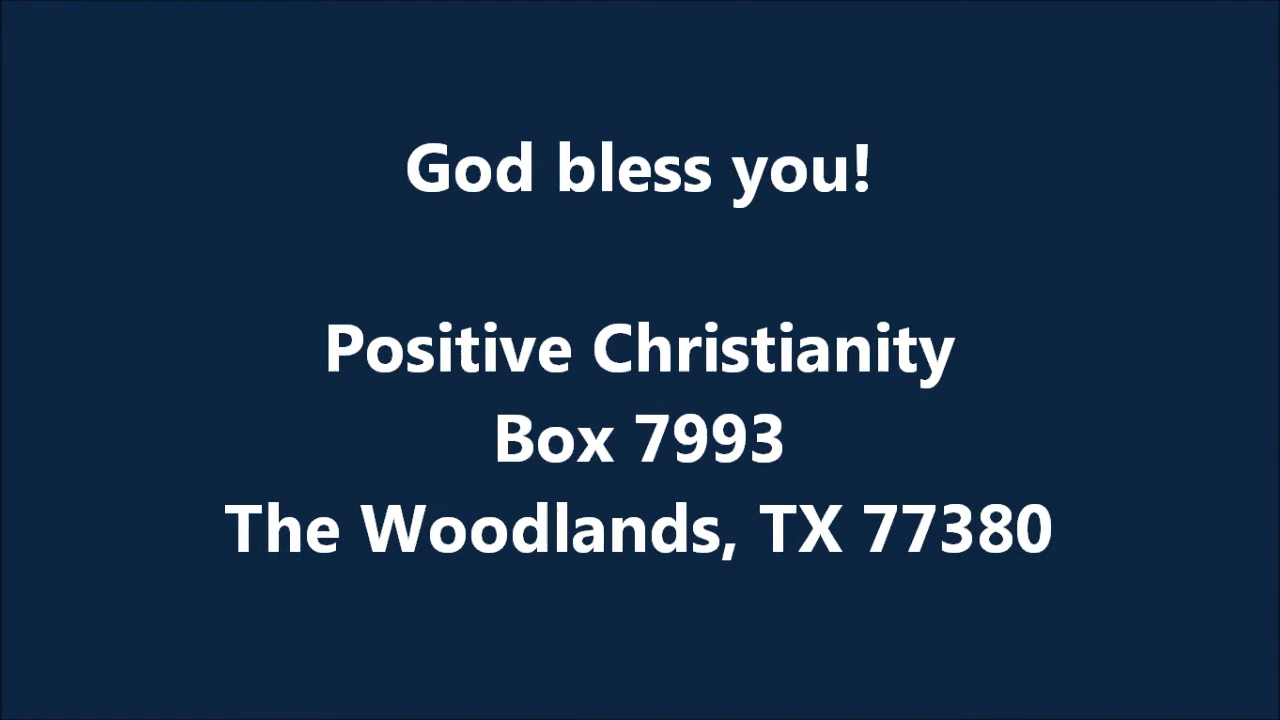 God bless you!
Positive Christianity
Box 7993
The Woodlands, TX 77380